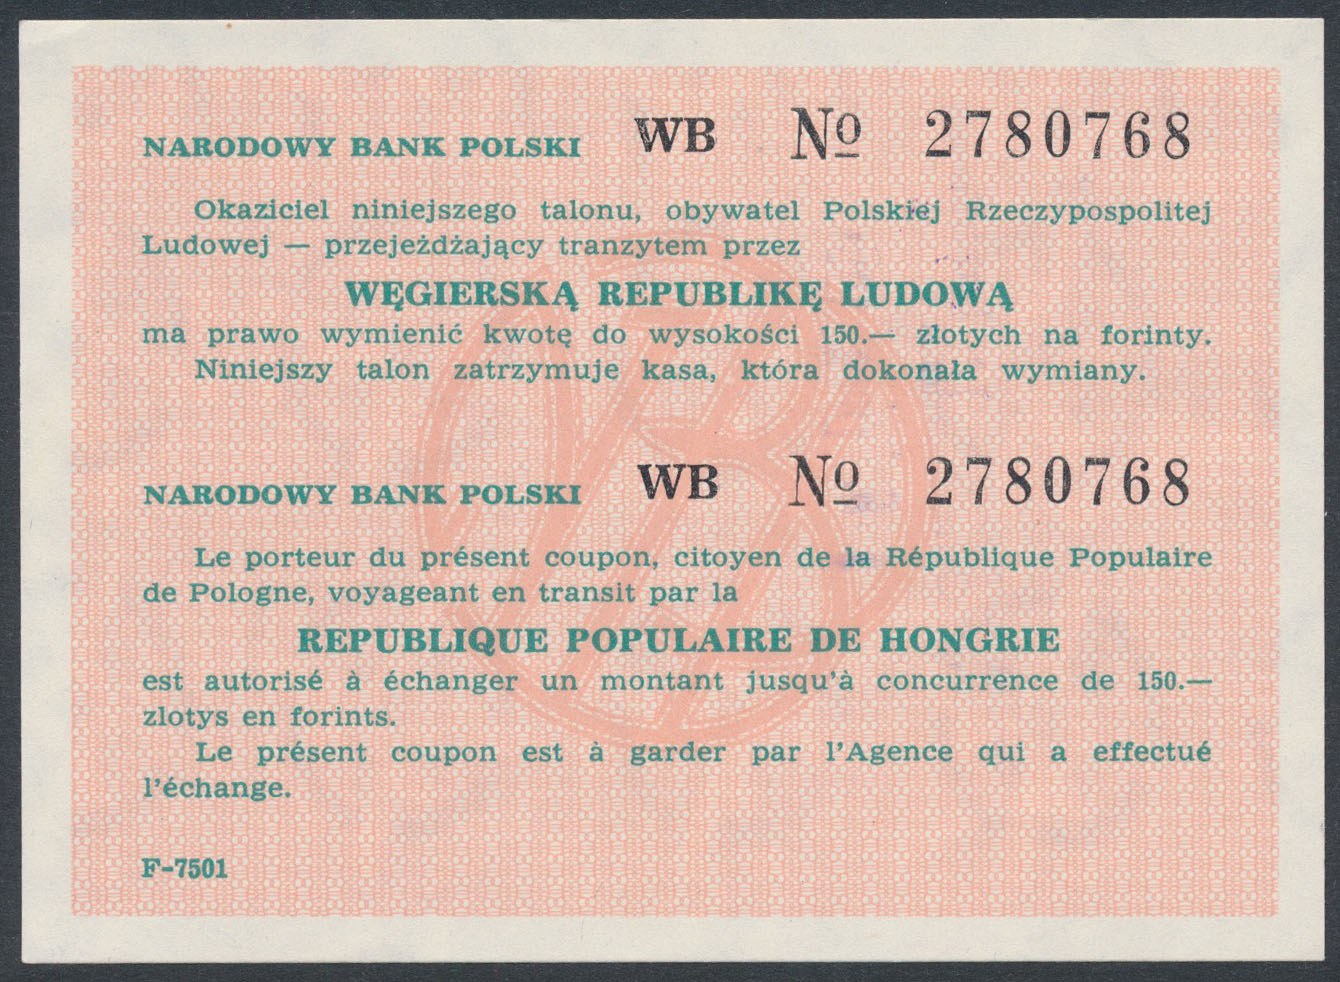 NARODOWY BANK POLSKI WB № 2780768
Okaziciel niniejszego talonu, obywatel Polskiej Rzeczypospolitej
Ludowej — przejeżdżający tranzytem przez
WĘGIERSKĄ REPUBLIKĘ LUDOWĄ
ma prawo wymienić kwotę do wysokości 150.— złotych na forinty.
Niniejszy talon zatrzymuje kasa, która dokonała wymiany.
NARODOWY BANK POLSKI WB № 2780768
Le porteur du présent coupon, citoyen de la République Populaire
de Pologne, voyageant en transit par la
REPUBLIQUE POPULAIRE DE HONGRIE
est autorisé à échanger un montant jusqu'à concurrence de 150.—
zlotys en forints.
Le présent coupon est à garder par l'Agence qui a effectué
l'échange.
F-7501